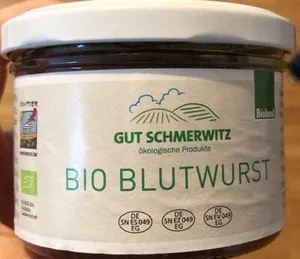 Bioland
GUT SCHMERWITZ
ökologische Produkte
BIO BLUTWURST
DE
SN ES 049
EG
DE
SN EZ 049
EG
DE
SN EV 049
EG